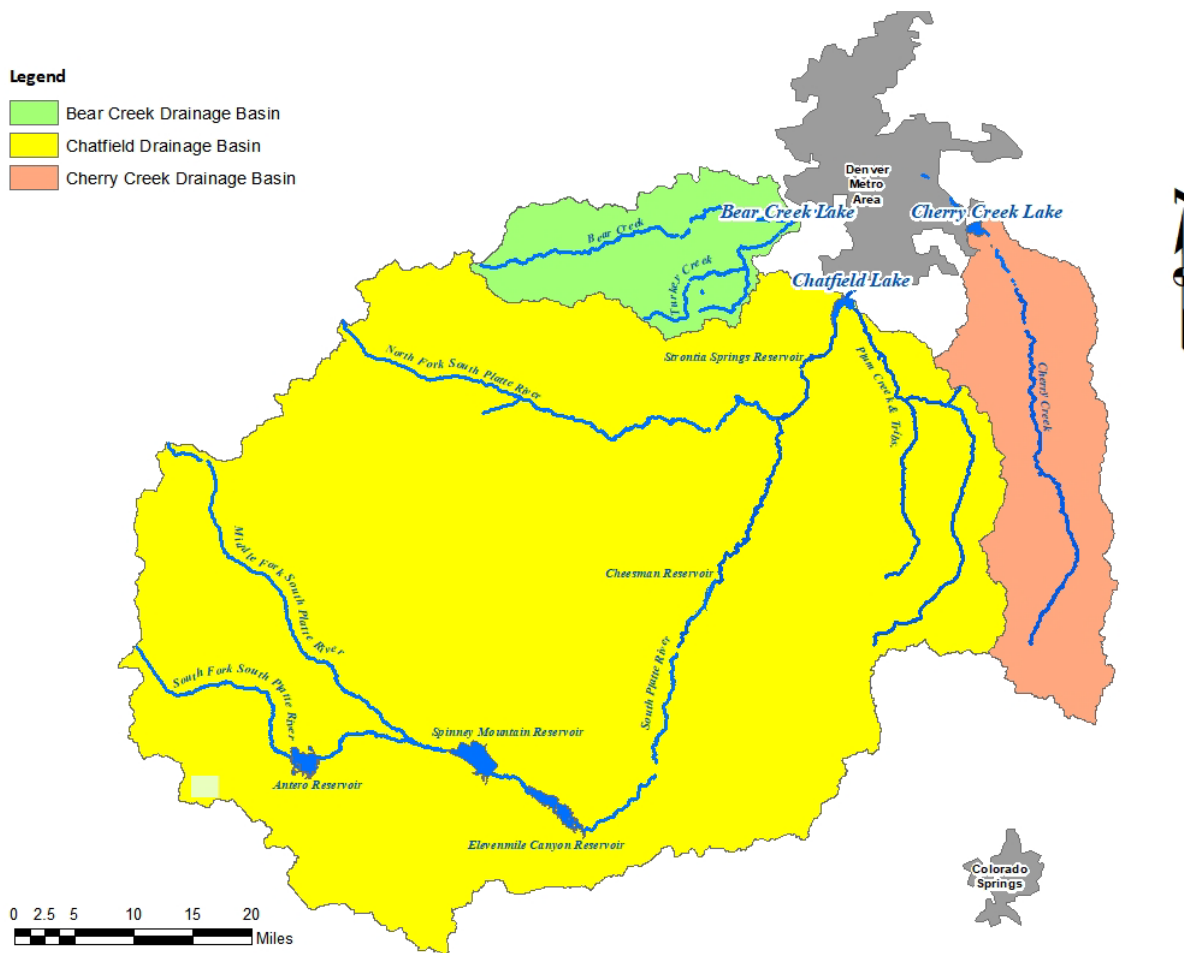 Legend
Bear Creek Drainage Basin
Chatfield Drainage Basin
Cherry Creek Drainage Basin
Denver
Metro
Area
Bear Creek Lake
Cherry Creek Lake
Bear Creek
Turkey Creek
Chatfield Lake
Strontia Springs Reservoir
North Fork South Platte River
Plum Creek & Tribs.
Cherry Creek
Middle Fork South Platte River
Cheesman Reservoir
South Fork South Platte River
South Platte River
Spinney Mountain Reservoir
Antero Reservoir
Elevenmile Canyon Reservoir
Colorado
Springs
0 2.5 5 10 15 20
Miles